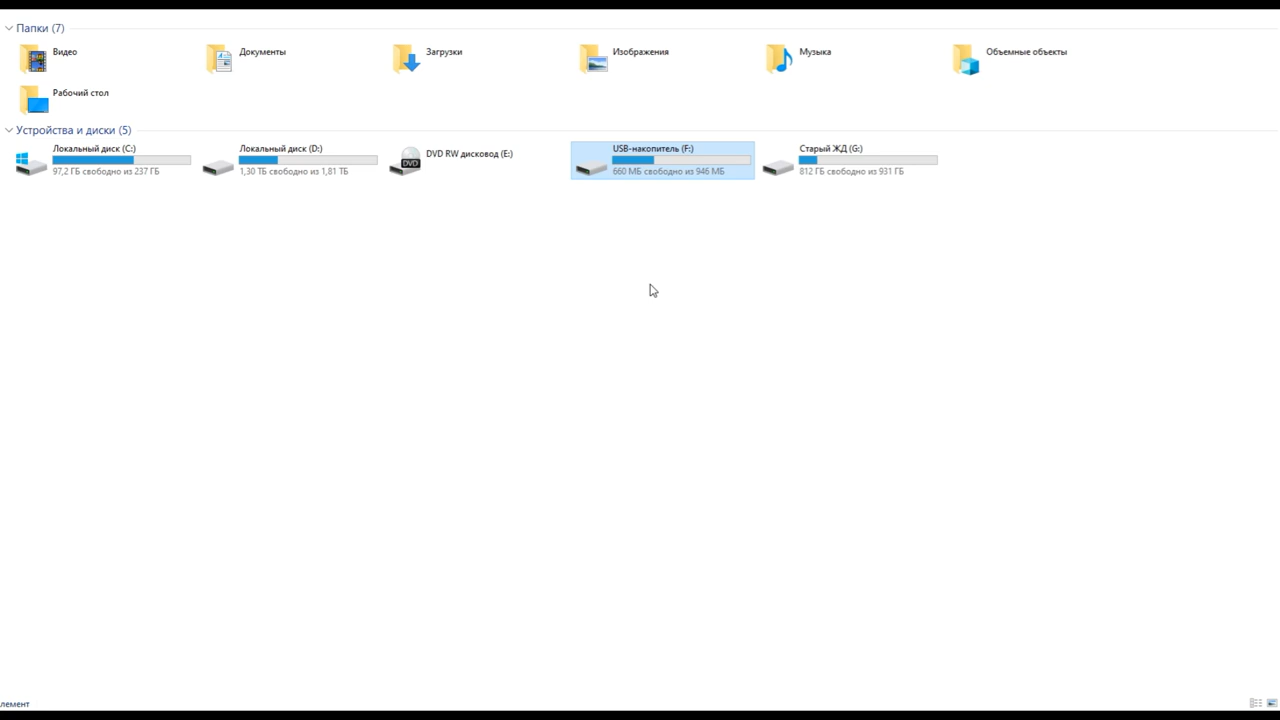 Папки (7)
Видео
Документы
Загрузки
Изображения
Музыка
Объемные объекты
Рабочий стол
Устройства и диски (5)
Локальный диск (C:)
97,2 ГБ свободно из 237 ГБ
Локальный диск (D:)
1,30 ТБ свободно из 1,81 ТБ
DVD
DVD RW дисковод (E:)
USB-накопитель (F:)
660 МБ свободно из 946 МБ
Старый ЖД (G:)
812 ГБ свободно из 931 ГБ
лемент